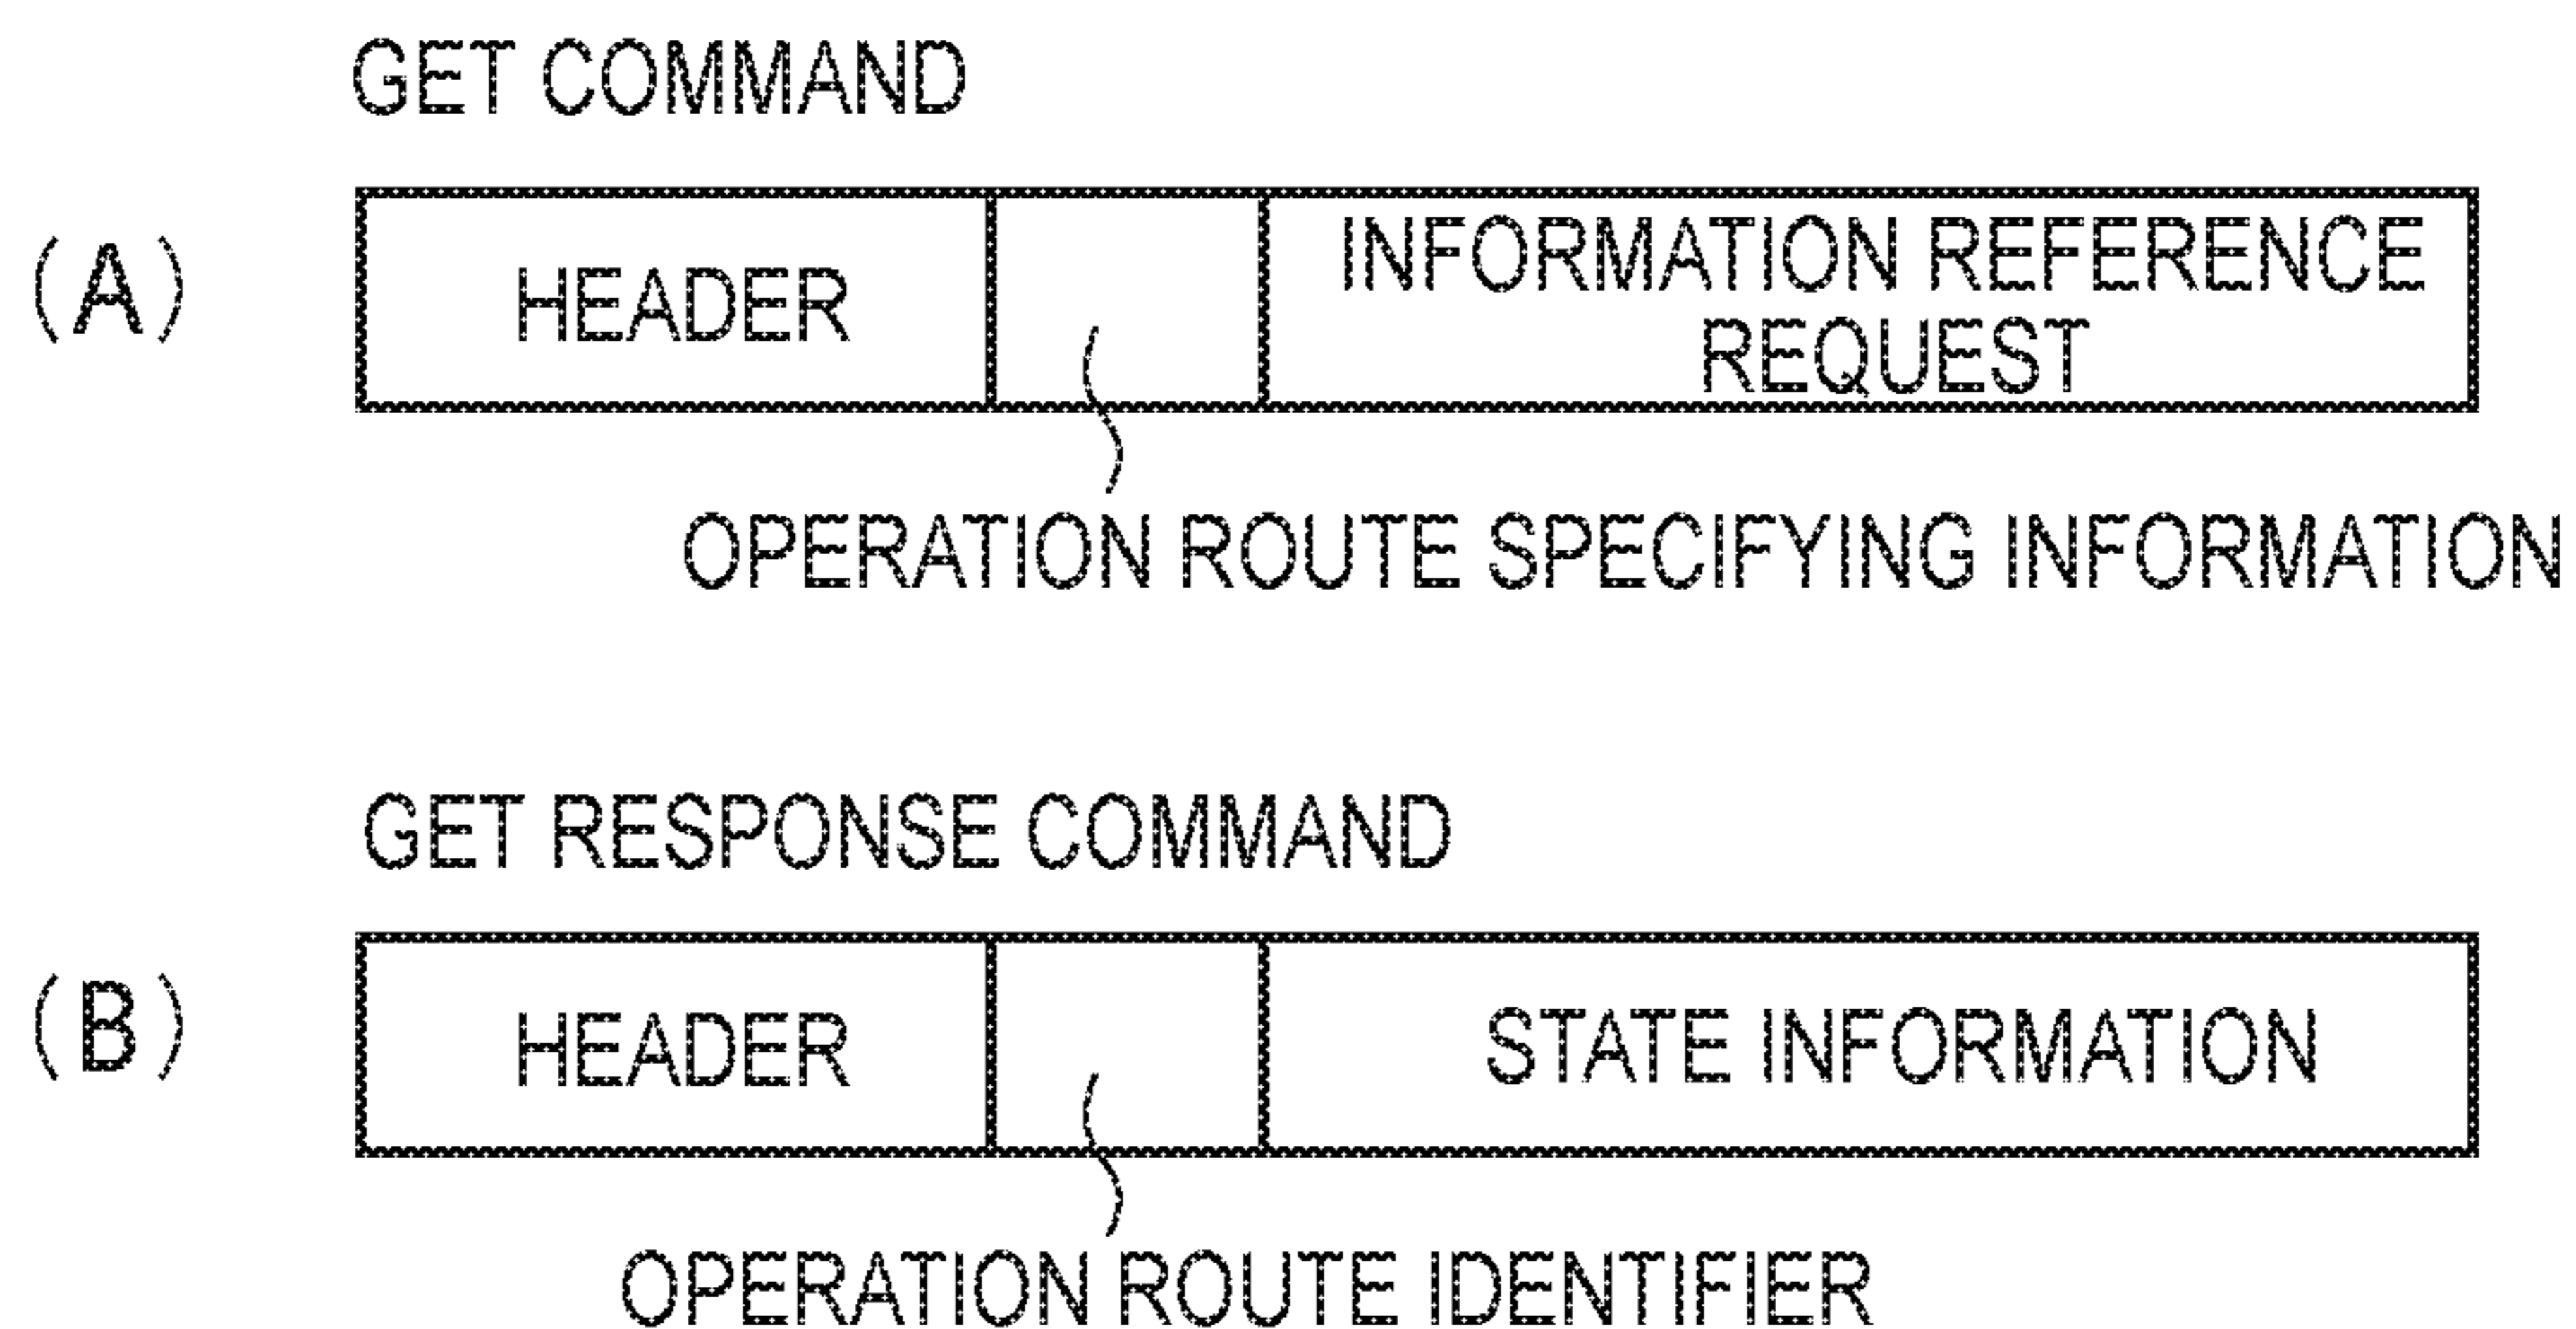 GET COMMAND
(A)
HEADER
INFORMATION REFERENCE
REQUEST
OPERATION ROUTE SPECIFYING INFORMATION
GET RESPONSE COMMAND
(B)
HEADER
STATE INFORMATION
OPERATION ROUTE IDENTIFIER